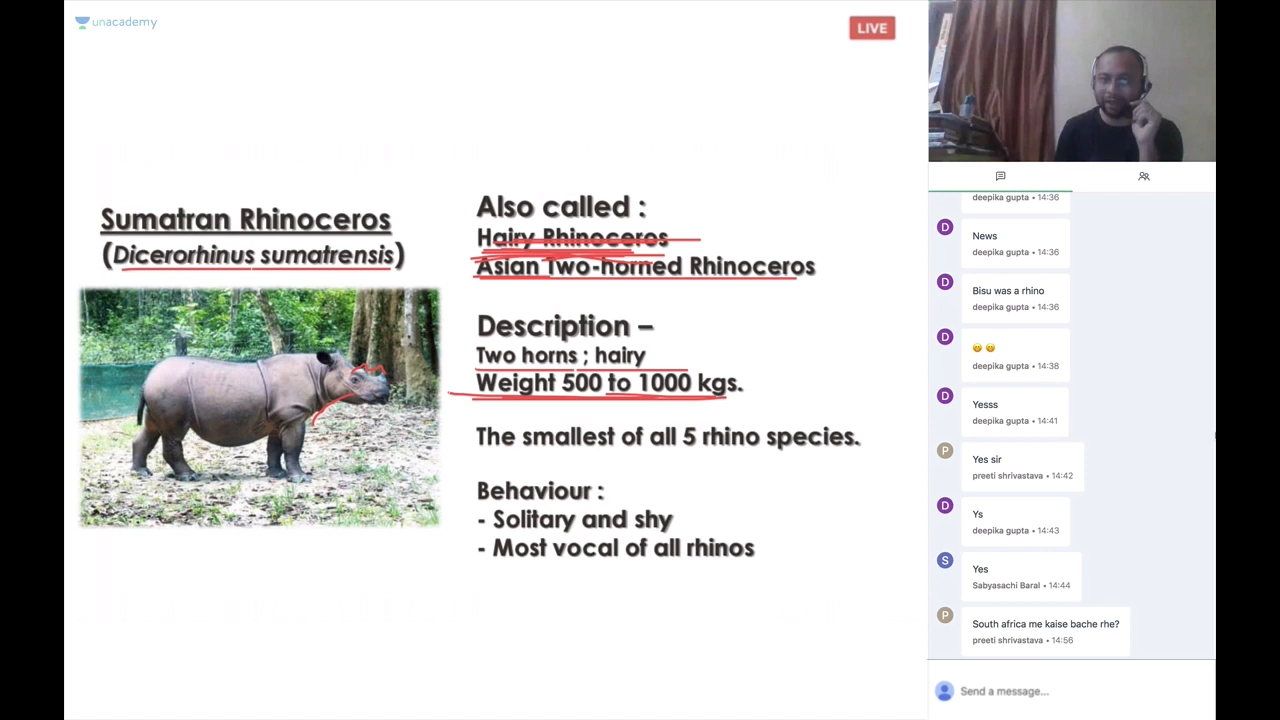 unacademy
LIVE
Sumatran Rhinoceros
(Dicerorhinus sumatrensis)
Also called :
Hairy Rhinoceros
Asian Two-horned Rhinoceros
Description –
Two horns ; hairy
Weight 500 to 1000 kgs.
The smallest of all 5 rhino species.
Behaviour :
- Solitary and shy
- Most vocal of all rhinos
deepika gupta • 14:36
D
News
deepika gupta • 14:36
D
Bisu was a rhino
deepika gupta • 14:36
D
deepika gupta • 14:38
D
Yesss
deepika gupta • 14:41
P
Yes sir
preeti shrivastava • 14:42
D
Ys
deepika gupta • 14:43
S
Yes
Sabyasachi Baral • 14:44
P
South africa me kaise bache rhe?
preeti shrivastava • 14:56
Send a message...